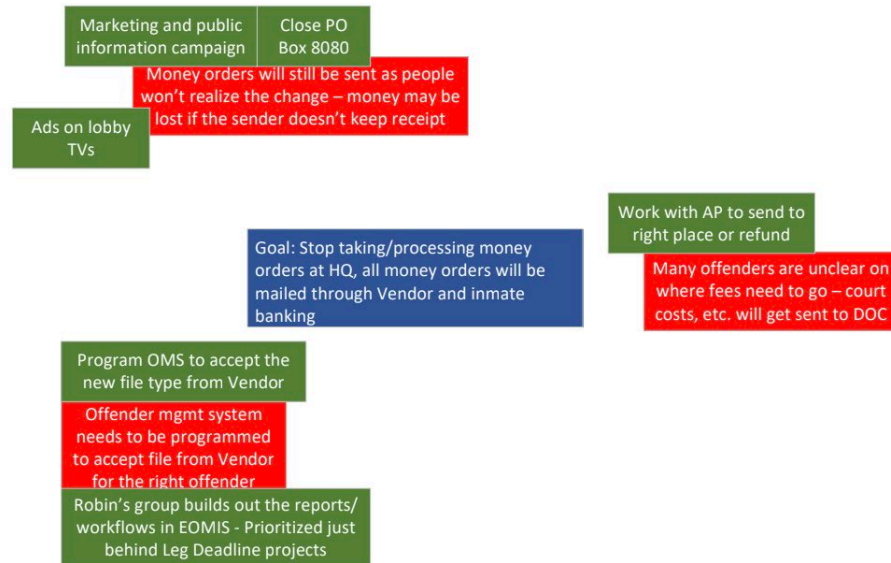 Marketing and public
information campaign
Close PO
Box 8080
Money orders will still be sent as people
won't realize the change – money may be
lost if the sender doesn't keep receipt
Ads on lobby
TVs
Work with AP to send to
right place or refund
Goal: Stop taking/processing money
orders at HQ, all money orders will be
mailed through Vendor and inmate
banking
Many offenders are unclear on
where fees need to go – court
costs, etc. will get sent to DOC
Program OMS to accept the
new file type from Vendor
Offender mgmt system
needs to be programmed
to accept file from Vendor
for the right offender
Robin's group builds out the reports/
workflows in EOMIS - Prioritized just
behind Leg Deadline projects